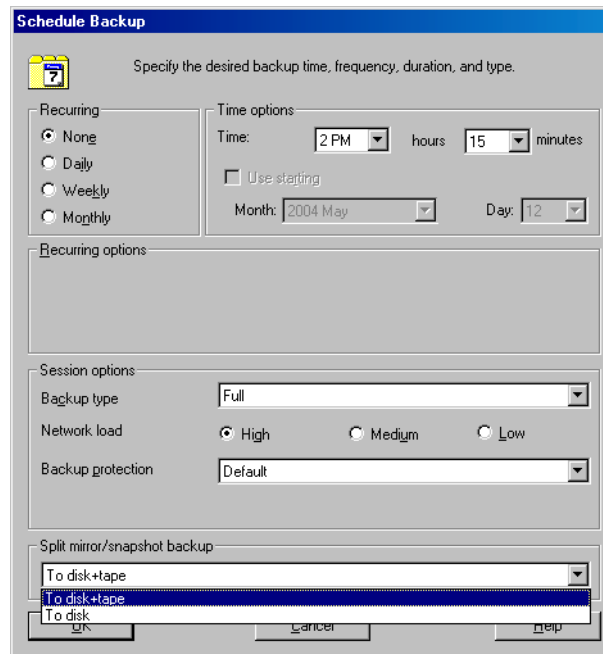 Schedule Backup
7
Specify the desired backup time, frequency, duration, and type.
Recurring
None
Daily
Weekly
Monthly
Time options
Time: 2 PM hours 15 minutes
Use starting
Month: 2004 May Day: 12
Recurring options
Session options
Backup type Full
Network load High Medium Low
Backup protection Default
Split mirror/snapshot backup
To disk+tape
To disk+tape
To disk
OK Cancel Help